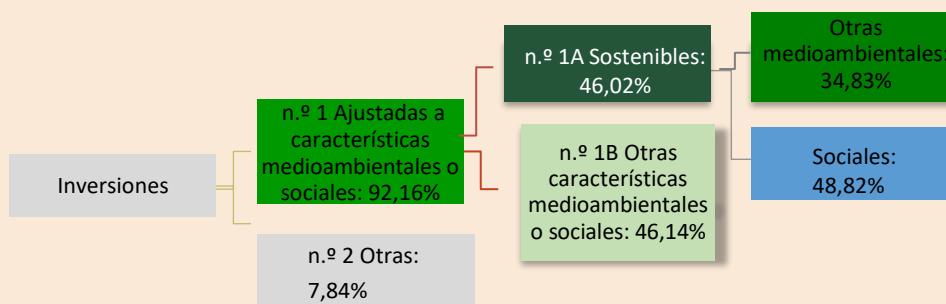 Inversiones
n.º 1 Ajustadas a
características
medioambientales o
sociales: 92,16%
n.º 2 Otras:
7,84%
n.º 1A Sostenibles:
46,02%
n.º 1B Otras
características
medioambientales
o sociales: 46,14%
Otras
medioambientales:
34,83%
Sociales:
48,82%